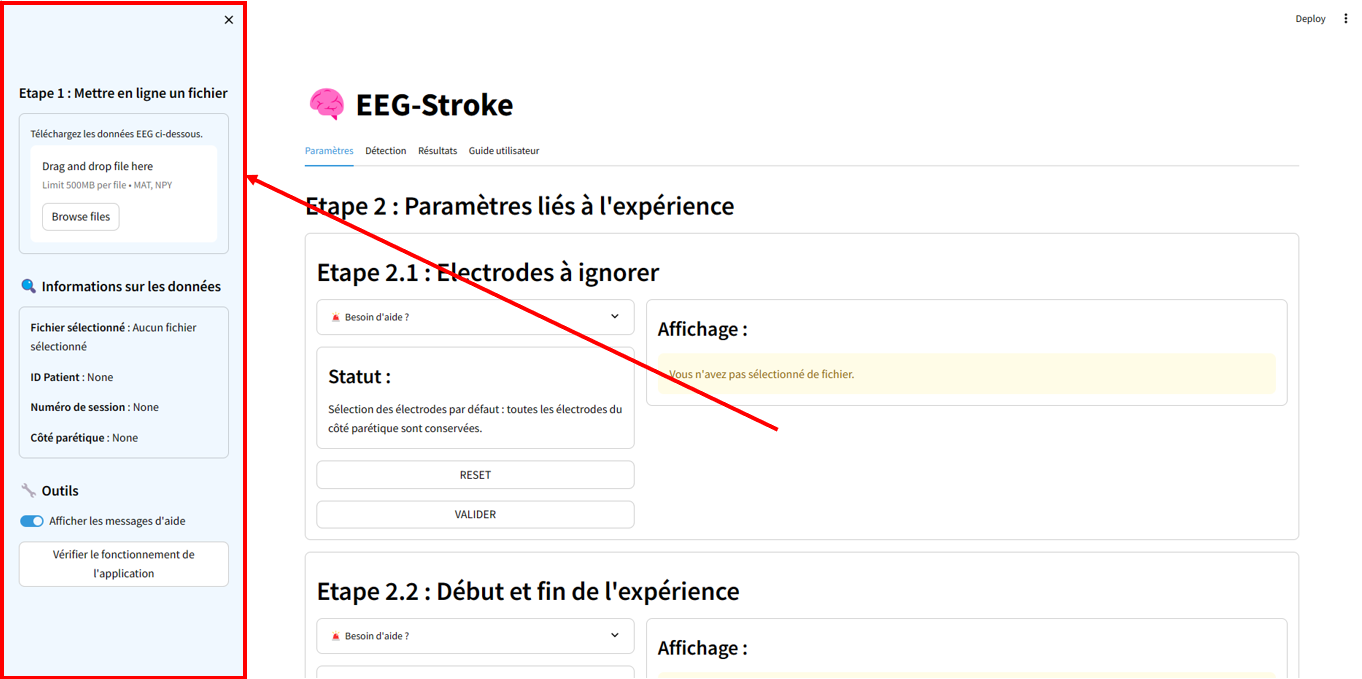 Deploy
Etape 1 : Mettre en ligne un fichier
Téléchargez les données EEG ci-dessous.
Drag and drop file here
Limit 500MB per file • MAT, NPY
Browse files
Informations sur les données
Fichier sélectionné : Aucun fichier
sélectionné
ID Patient : None
Numéro de session : None
Côté parétique : None
Outils
Afficher les messages d'aide
Vérifier le fonctionnement de
l'application
EEG-Stroke
Paramètres Détection Résultats Guide utilisateur
Etape 2 : Paramètres liés à l'expérience
Etape 2.1 : Electrodes à ignorer
Besoin d'aide ?
Statut :
Sélection des électrodes par défaut : toutes les électrodes du
côté parétique sont conservées.
RESET
VALIDER
Affichage :
Vous n'avez pas sélectionné de fichier.
Etape 2.2 : Début et fin de l'expérience
Besoin d'aide ?
Affichage :